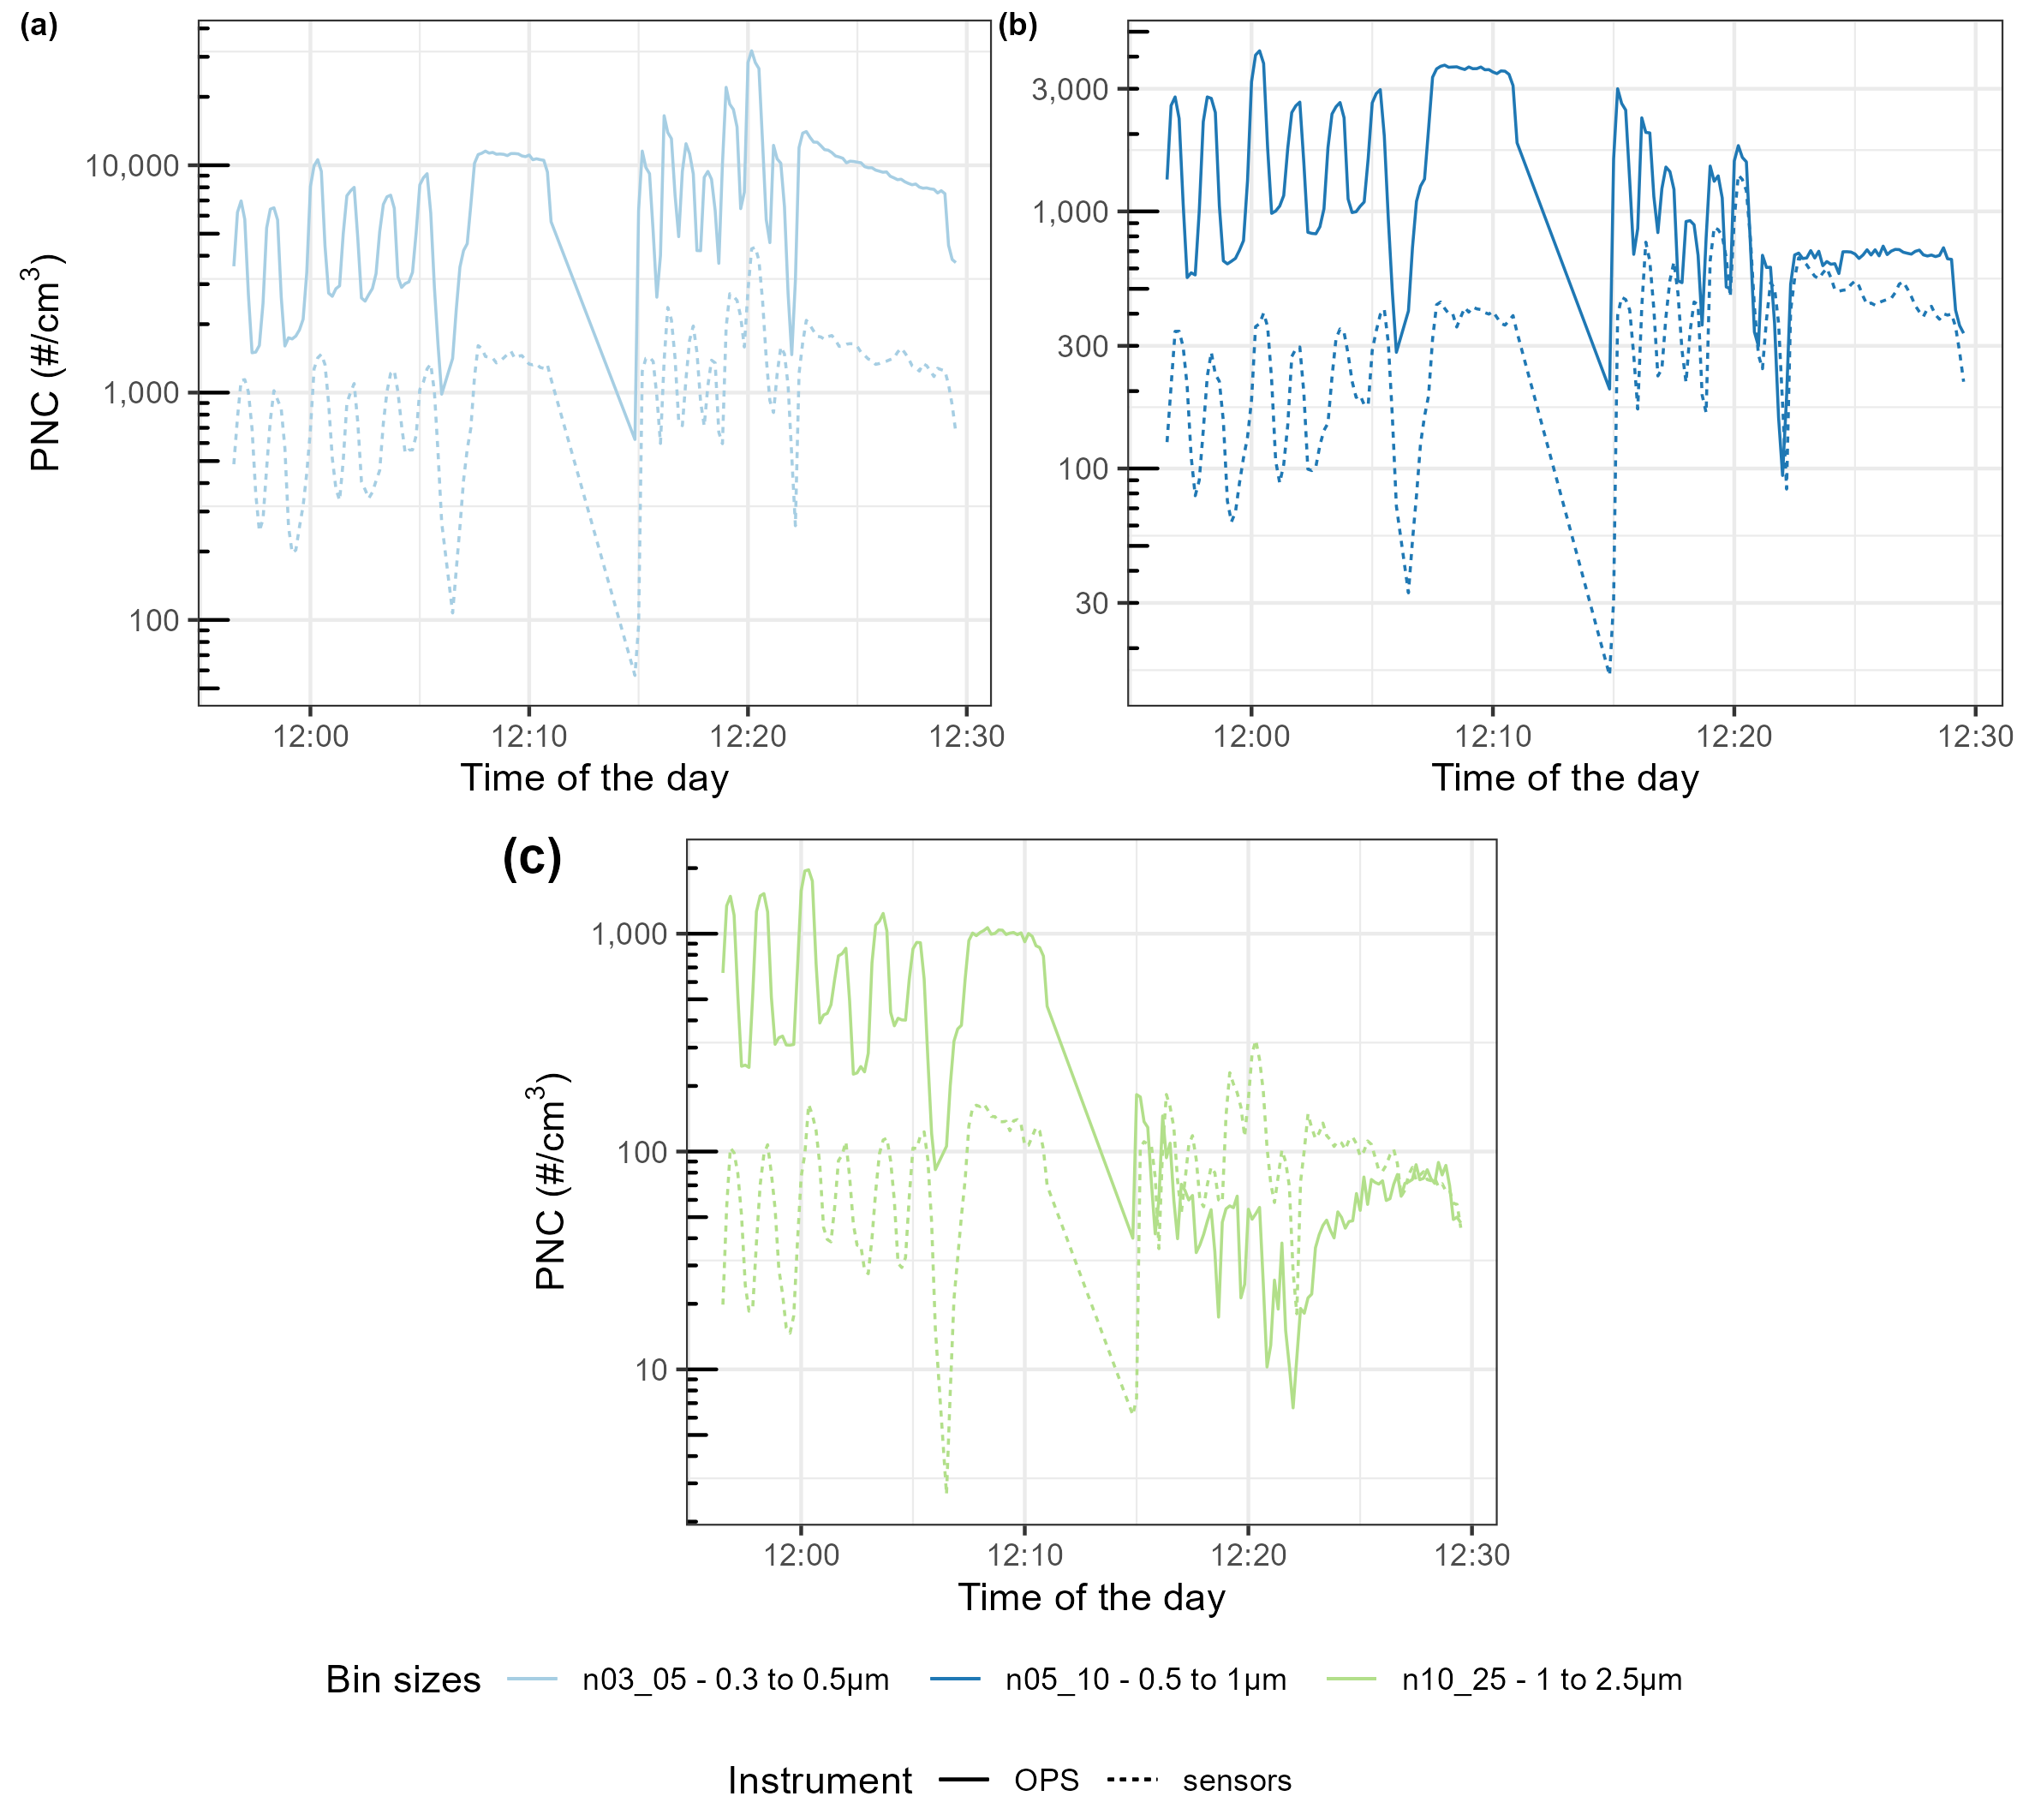 (a)
10,000
1,000
100
PNC (#/cm3)
12:00 12:10 12:20 12:30
Time of the day
(b)
3,000
1,000
300
100
30
12:00 12:10 12:20 12:30
Time of the day
(c)
1,000
100
10
PNC (#/cm3)
12:00 12:10 12:20 12:30
Time of the day
Bin sizes n03_05 - 0.3 to 0.5µm n05_10 - 0.5 to 1µm n10_25 - 1 to 2.5µm
Instrument OPS sensors